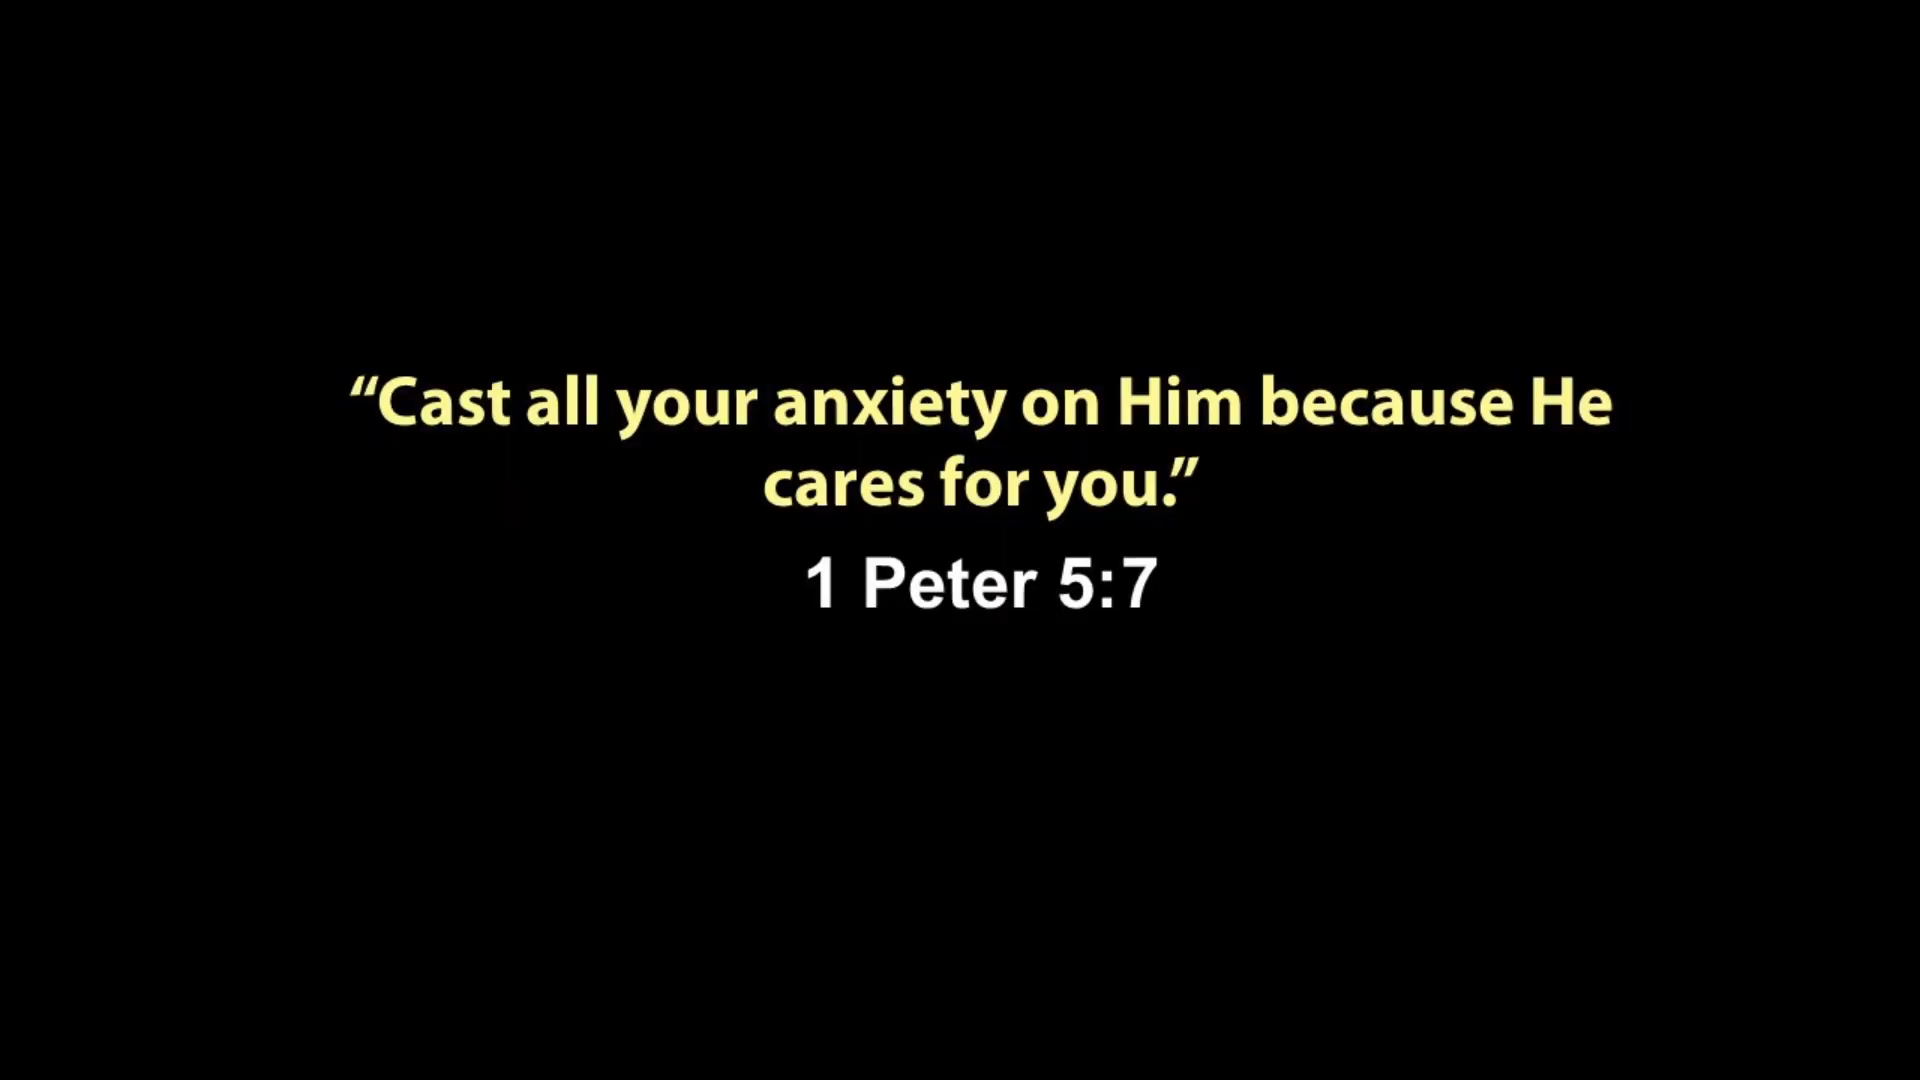 “Cast all your anxiety on Him because He
cares for you.”
1 Peter 5:7